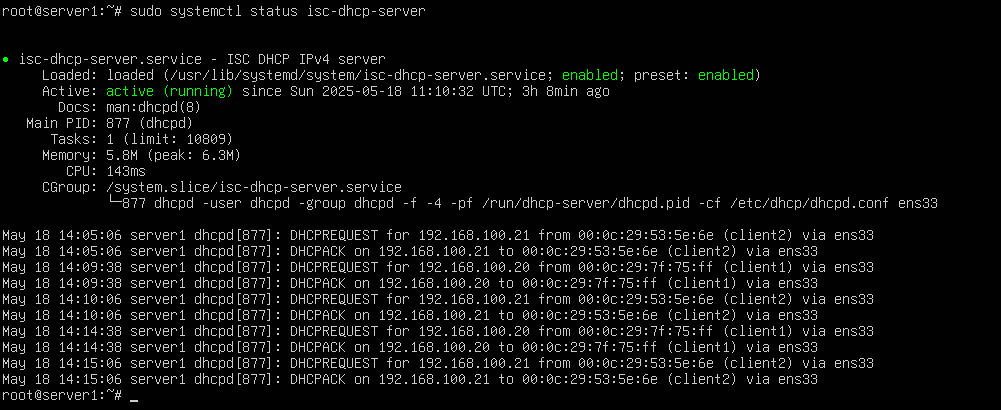 root@server1:~# sudo systemctl status isc-dhcp-server
● isc-dhcp-server.service - ISC DHCP IPv4 server
Loaded: loaded (/usr/lib/systemd/system/isc-dhcp-server.service; enabled; preset: enabled)
Active: active (running) since Sun 2025-05-18 11:10:32 UTC; 3h 8min ago
Docs: man:dhcpd(8)
Main PID: 877 (dhcpd)
Tasks: 1 (limit: 10809)
Memory: 5.8M (peak: 6.3M)
CPU: 143ms
CGroup: /system.slice/isc-dhcp-server.service
└─877 dhcpd -user dhcpd -group dhcpd -f -4 -pf /run/dhcp-server/dhcpd.pid -cf /etc/dhcp/dhcpd.conf ens33
May 18 14:05:06 server1 dhcpd[877]: DHCPREQUEST for 192.168.100.21 from 00:0c:29:53:5e:6e (client2) via ens33
May 18 14:05:06 server1 dhcpd[877]: DHCPACK on 192.168.100.21 to 00:0c:29:53:5e:6e (client2) via ens33
May 18 14:09:38 server1 dhcpd[877]: DHCPREQUEST for 192.168.100.20 from 00:0c:29:7f:75:ff (client1) via ens33
May 18 14:09:38 server1 dhcpd[877]: DHCPACK on 192.168.100.20 to 00:0c:29:7f:75:ff (client1) via ens33
May 18 14:10:06 server1 dhcpd[877]: DHCPREQUEST for 192.168.100.21 from 00:0c:29:53:5e:6e (client2) via ens33
May 18 14:10:06 server1 dhcpd[877]: DHCPACK on 192.168.100.21 to 00:0c:29:53:5e:6e (client2) via ens33
May 18 14:14:38 server1 dhcpd[877]: DHCPREQUEST for 192.168.100.20 from 00:0c:29:7f:75:ff (client1) via ens33
May 18 14:14:38 server1 dhcpd[877]: DHCPACK on 192.168.100.20 to 00:0c:29:7f:75:ff (client1) via ens33
May 18 14:15:06 server1 dhcpd[877]: DHCPREQUEST for 192.168.100.21 from 00:0c:29:53:5e:6e (client2) via ens33
May 18 14:15:06 server1 dhcpd[877]: DHCPACK on 192.168.100.21 to 00:0c:29:53:5e:6e (client2) via ens33
root@server1:~# _